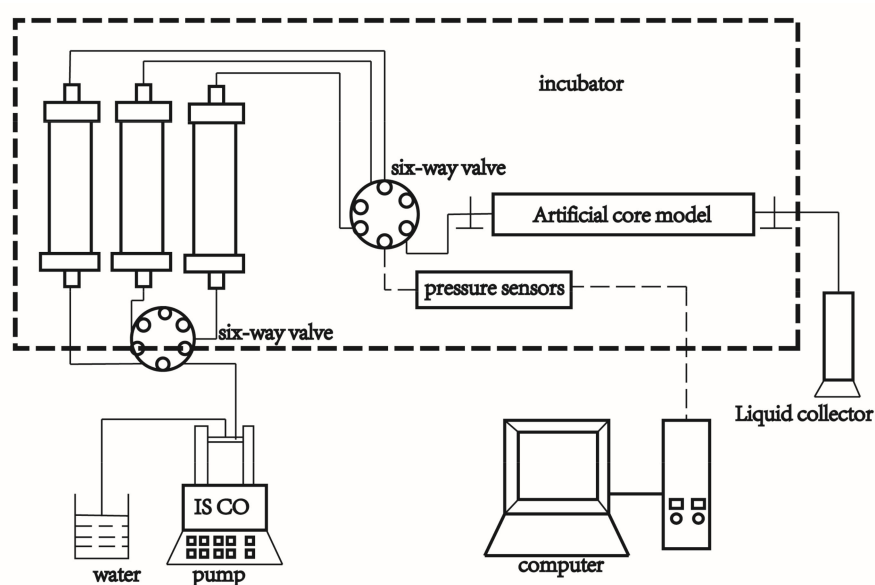 incubator
six-way valve
Artificial core model
pressure sensors
six-way valve
Liquid collector
IS CO
water
pump
computer